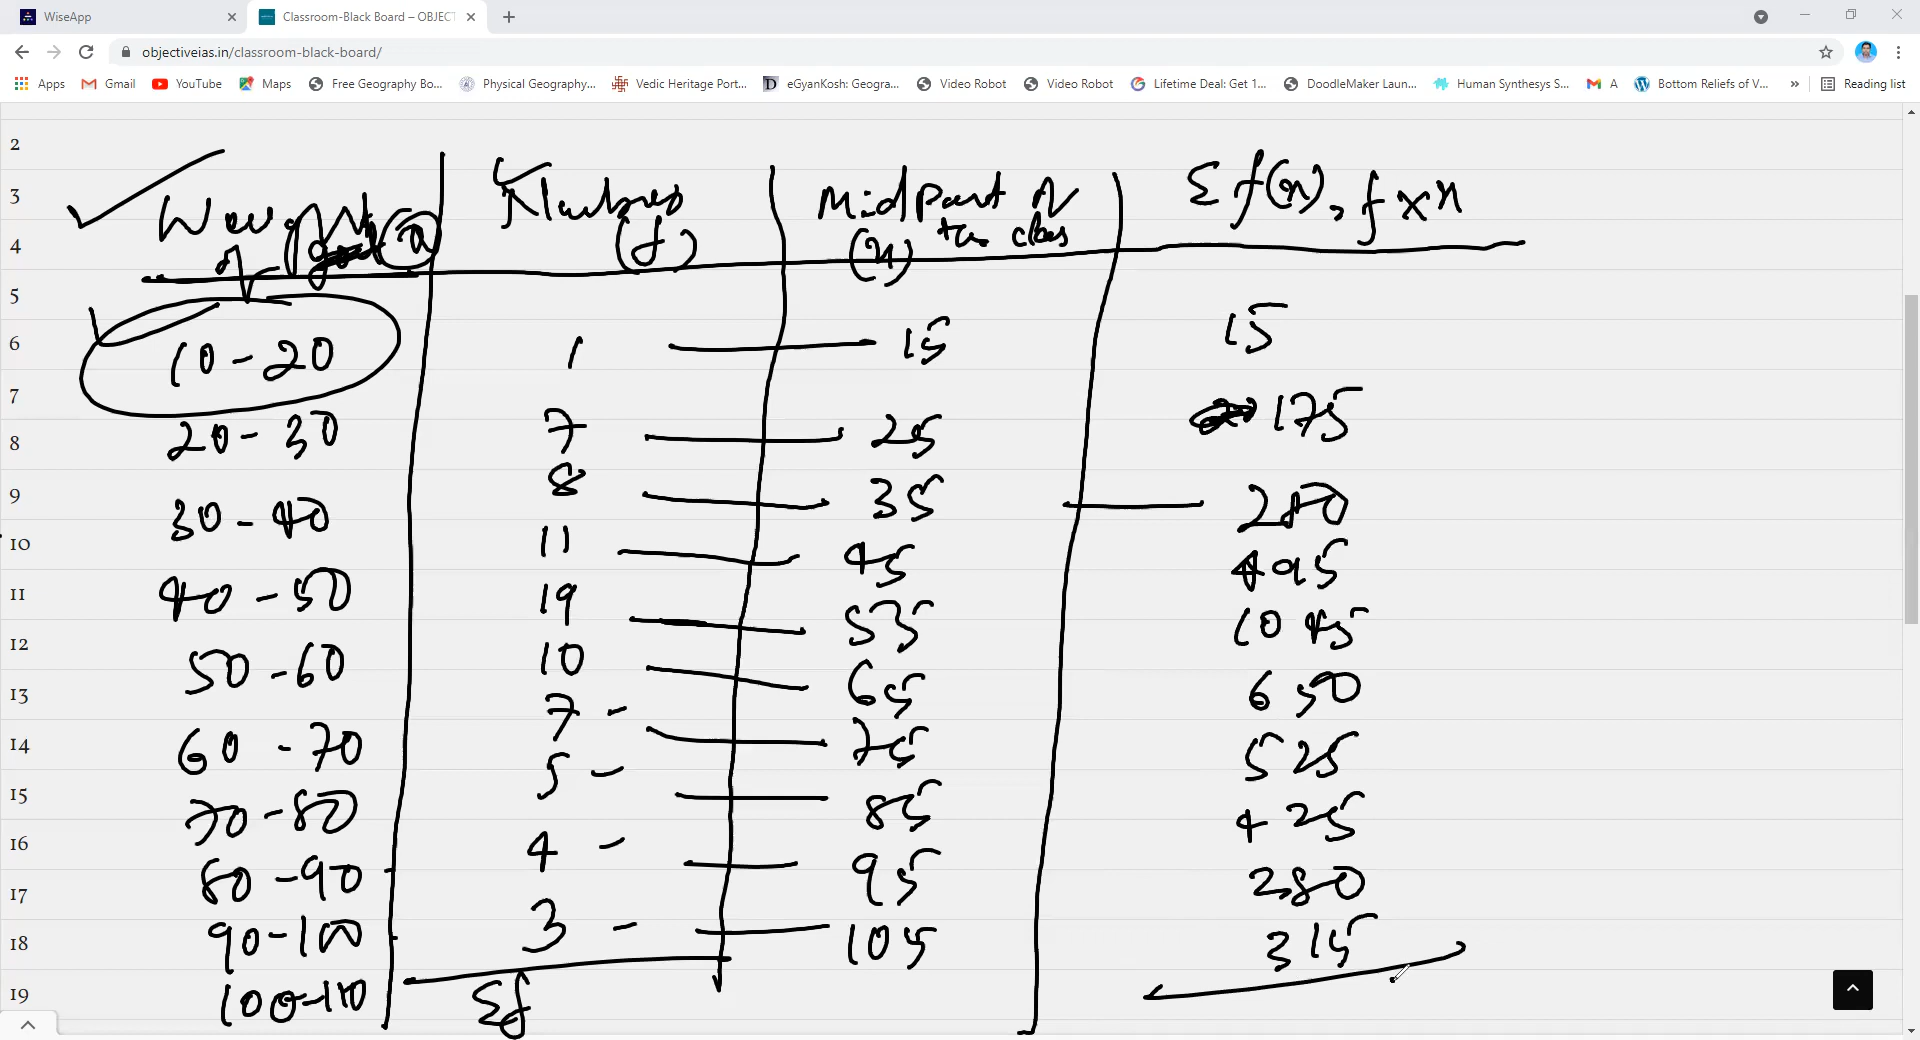 WiseApp
Classroom-Black Board – OBJECT
objectiveias.in/classroom-black-board/
Apps Gmail YouTube Maps Free Geography Bo... Physical Geography,... Vedic Heritage Port... eGyanKosh: Geogra... Video Robot Video Robot Lifetime Deal: Get 1... DoodleMaker Laun... Human Synthesys S... A Bottom Reliefs of V... » Reading list
2
3 Midpart of Σ f(x), f x x
4 (f) (x) the class
5
6 10-20 1 15 15
7 175
8 20-30 7 25
9 30-40 8 35 280
10 11 45 495
11 40-50 19 55 1045
12 50-60 10 65 650
13 7 -
14 60-70 75 525
15 70-80 5 - 85 425
16 4 -
17 80-90 95 280
18 90-100 3 - 105 315
19 100-110 Σf